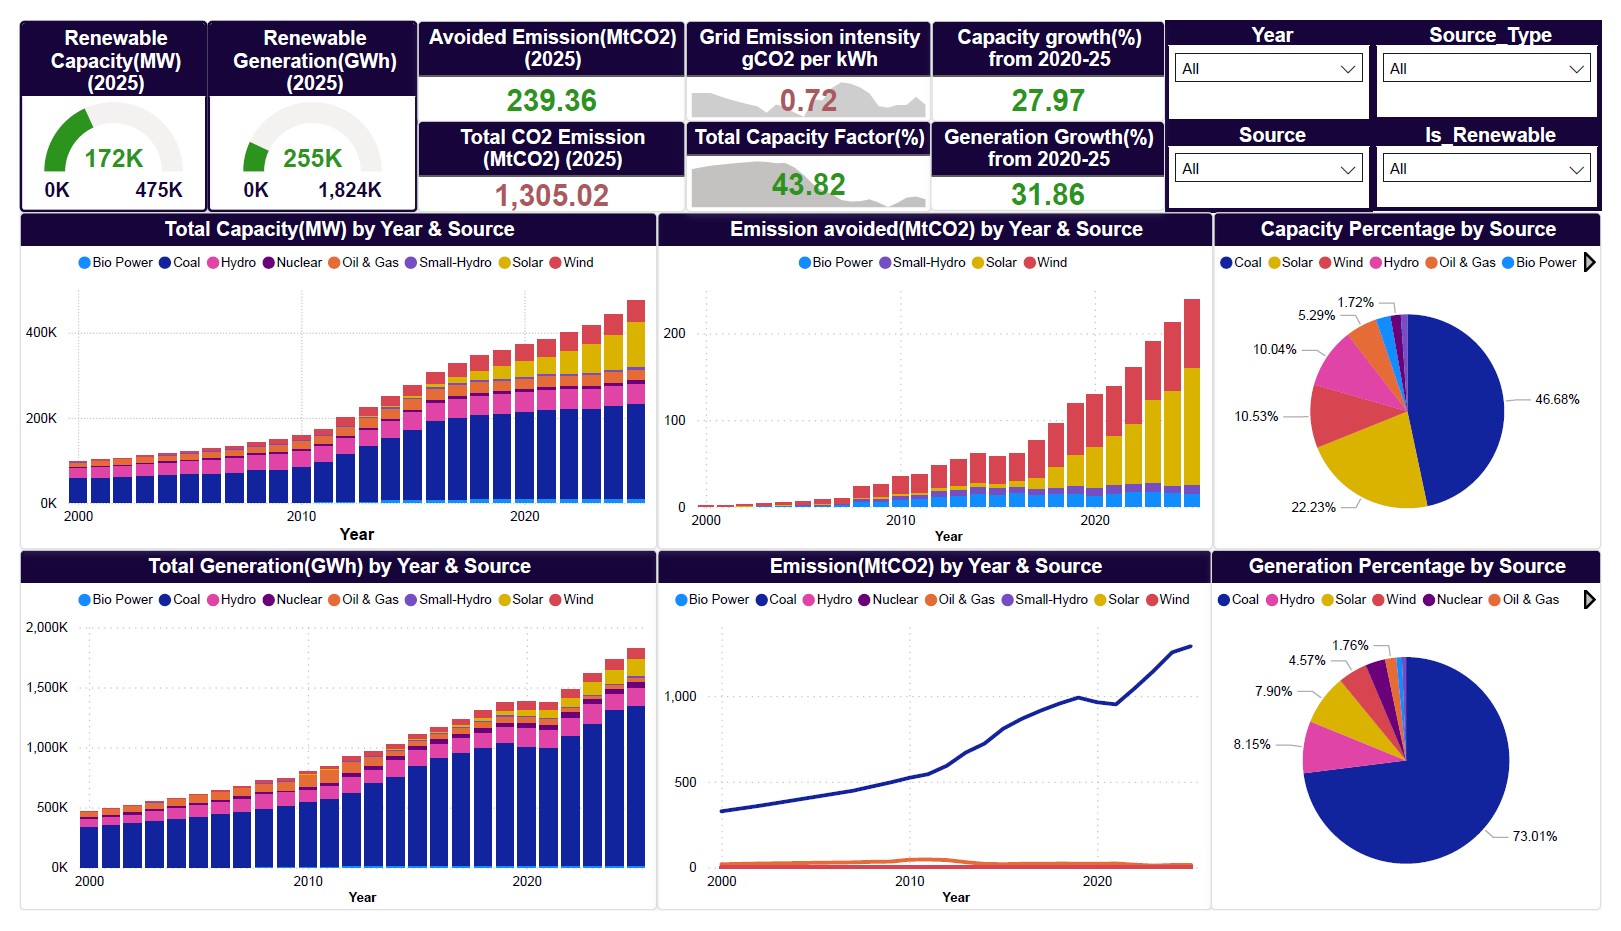 Renewable
Capacity(MW)
(2025)
172K
0K 475K
Renewable
Generation(GWh)
(2025)
255K
0K 1,824K
Avoided Emission(MtCO2)
(2025)
239.36
Total CO2 Emission
(MtCO2) (2025)
1,305.02
Grid Emission intensity
gCO2 per kWh
0.72
Total Capacity Factor(%)
43.82
Capacity growth(%)
from 2020-25
27.97
Generation Growth(%)
from 2020-25
31.86
Year
All
Source_Type
All
Source
All
Is_Renewable
All
Total Capacity(MW) by Year & Source
Bio Power Coal Hydro Nuclear Oil & Gas Small-Hydro Solar Wind
400K
200K
0K
2000 2010 2020
Year
Emission avoided(MtCO2) by Year & Source
Bio Power Small-Hydro Solar Wind
200
100
0
2000 2010 2020
Year
Capacity Percentage by Source
Coal Solar Wind Hydro Oil & Gas Bio Power
1.72%
5.29%
10.04%
10.53%
22.23%
46.68%
Total Generation(GWh) by Year & Source
Bio Power Coal Hydro Nuclear Oil & Gas Small-Hydro Solar Wind
2,000K
1,500K
1,000K
500K
0K
2000 2010 2020
Year
Emission(MtCO2) by Year & Source
Bio Power Coal Hydro Nuclear Oil & Gas Small-Hydro Solar Wind
1,000
500
0
2000 2010 2020
Year
Generation Percentage by Source
Coal Hydro Solar Wind Nuclear Oil & Gas
1.76%
4.57%
7.90%
8.15%
73.01%